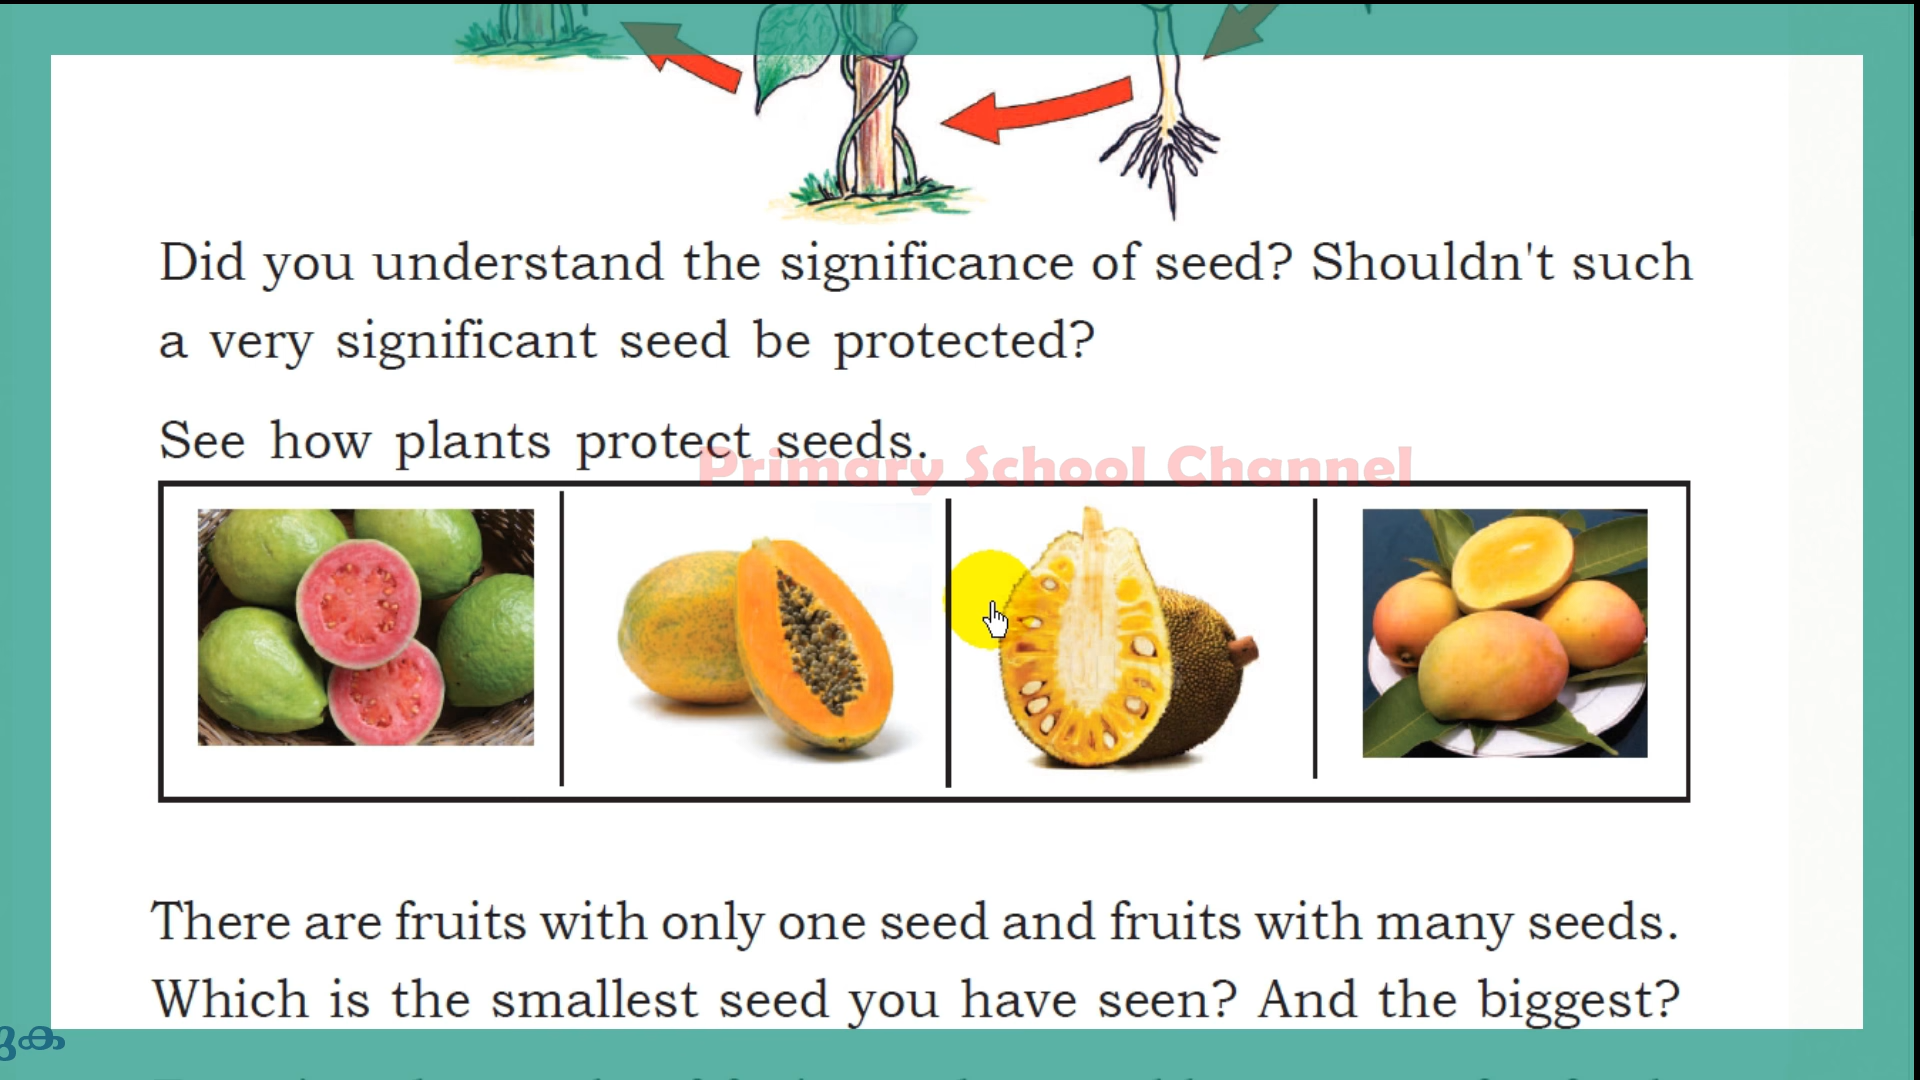 Did you understand the significance of seed? Shouldn't such
a very significant seed be protected?
See how plants protect seeds.
Primary School Channel
There are fruits with only one seed and fruits with many seeds.
Which is the smallest seed you have seen? And the biggest?